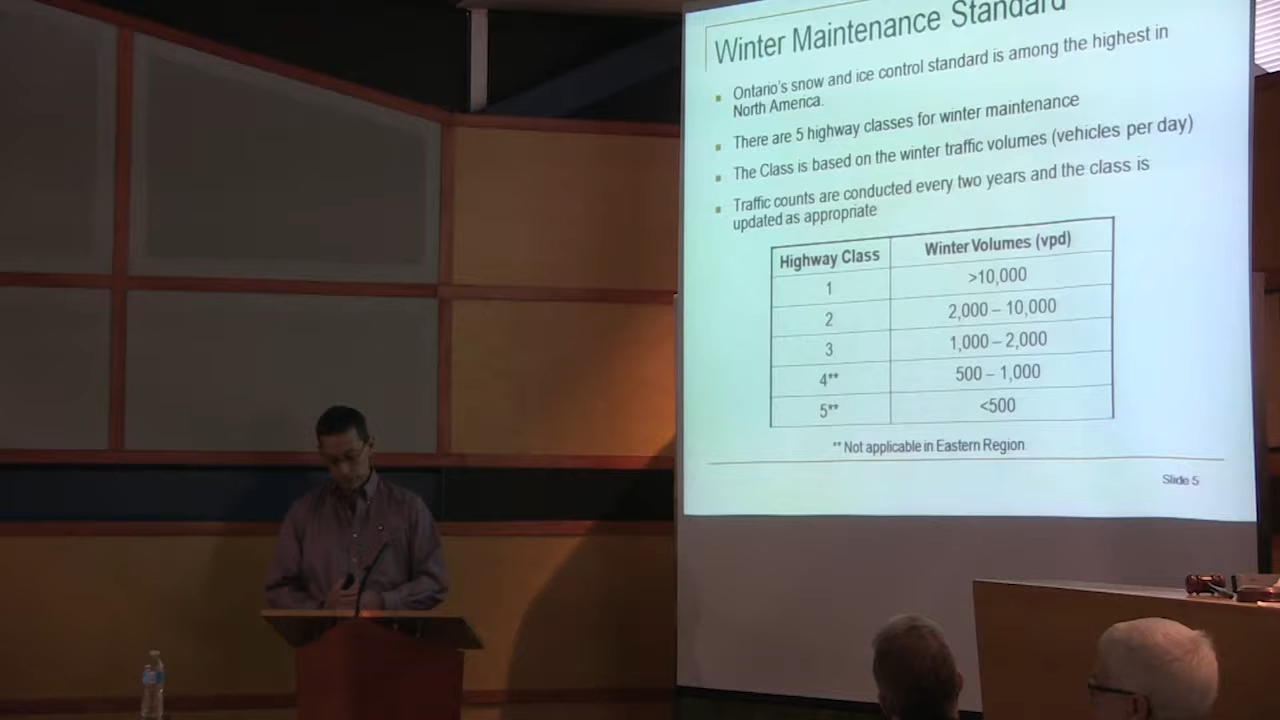 Winter Maintenance Standard
Ontario's snow and ice control standard is among the highest in
North America.
There are 5 highway classes for winter maintenance
The Class is based on the winter traffic volumes (vehicles per day)
Traffic counts are conducted every two years and the class is
updated as appropriate
Highway Class Winter Volumes (vpd)
1 >10,000
2 2,000 – 10,000
3 1,000 – 2,000
4** 500 – 1,000
5** <500
** Not applicable in Eastern Region
Slide 5